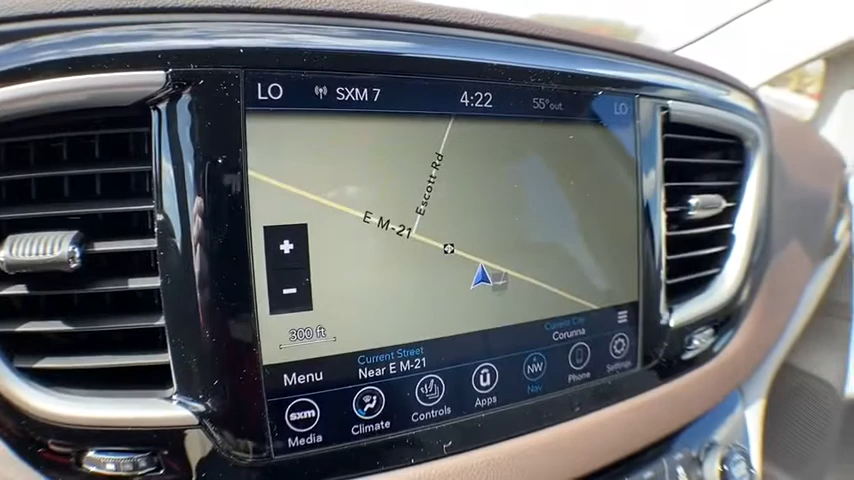 LO SXM 7 4:22 55° out LO
Escott Rd
E M-21
300 ft
Current Street
Current City
Menu
Near E M-21
Corunna
sxm
U
NW
Media
Climate
Controls
Apps
Nav
Phone
Settings